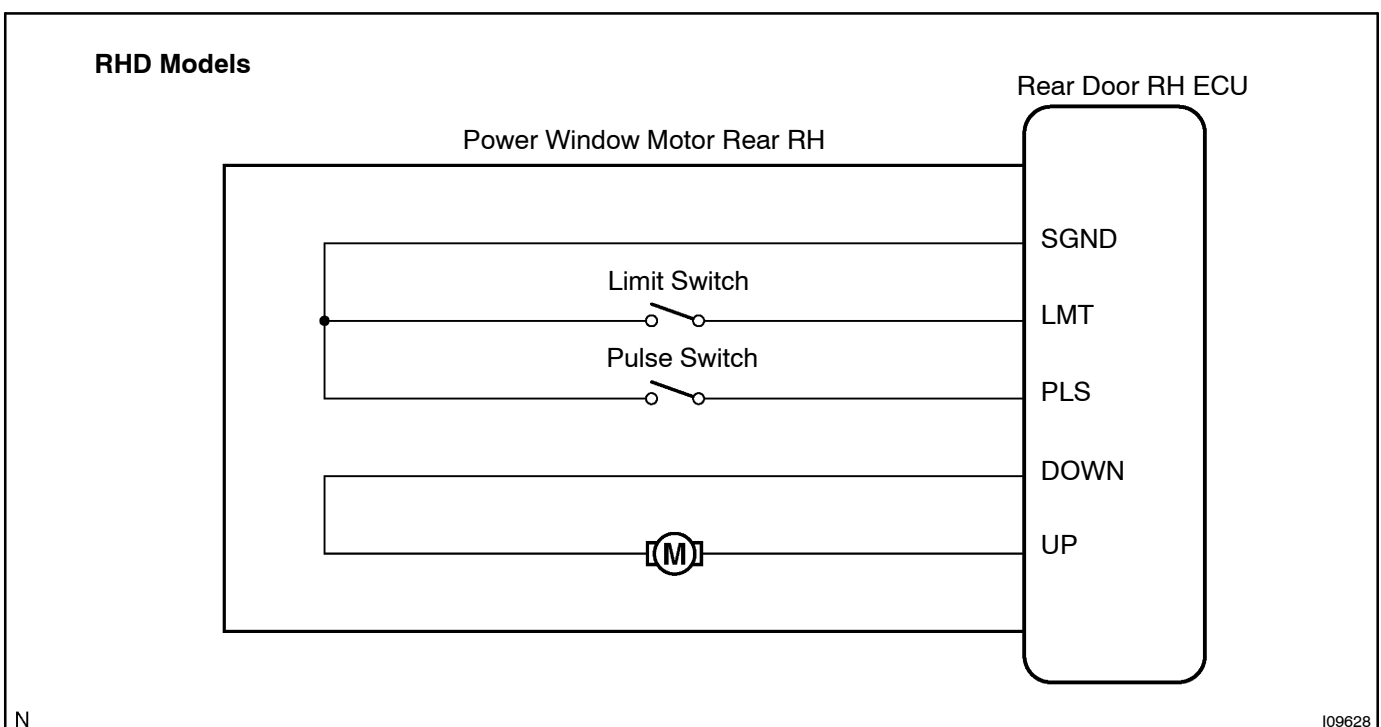 RHD Models
Rear Door RH ECU
Power Window Motor Rear RH
SGND
Limit Switch
LMT
Pulse Switch
PLS
DOWN
M
UP
N
I09628